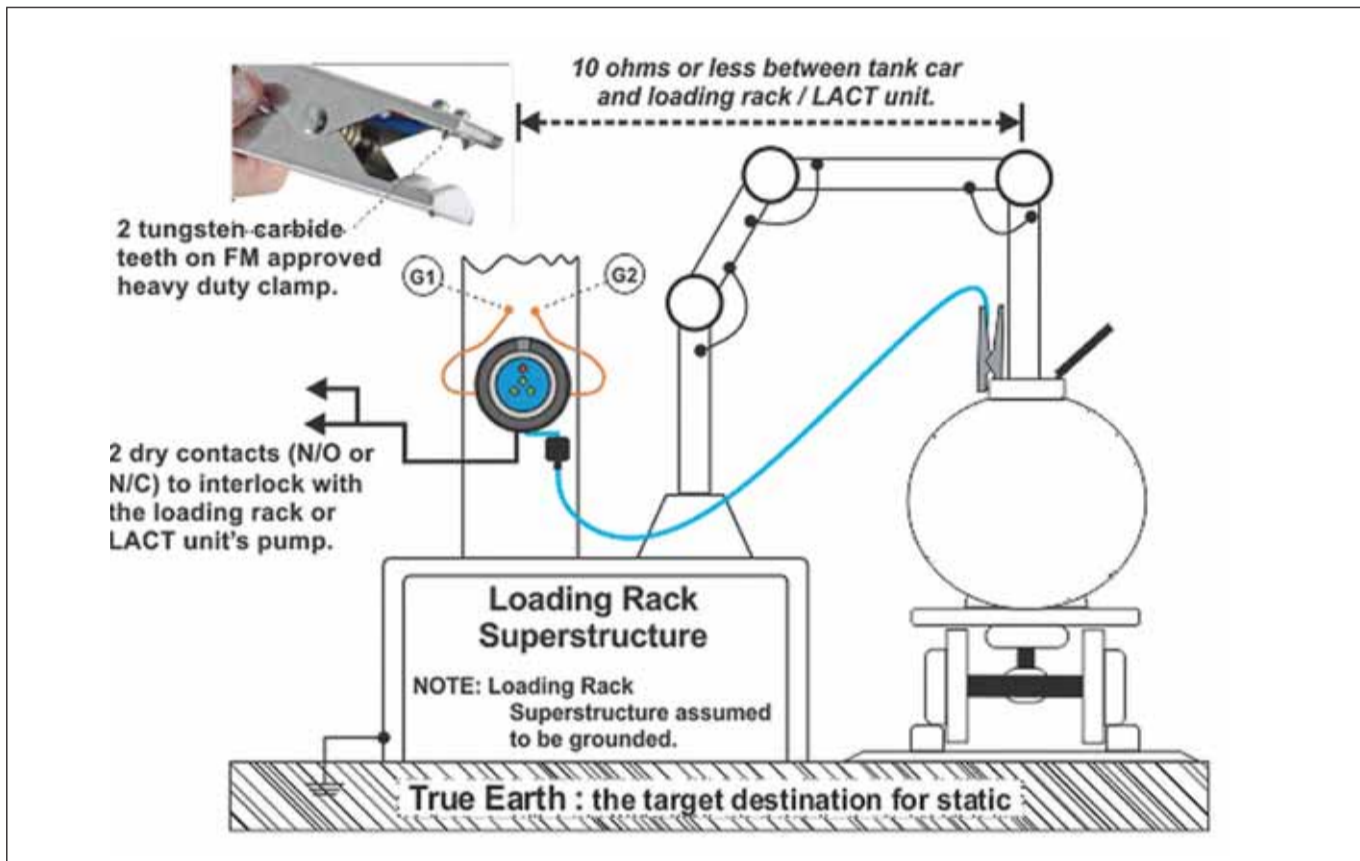 10 ohms or less between tank car
and loading rack / LACT unit.
2 tungsten carbide
teeth on FM approved
heavy duty clamp.
G1
G2
2 dry contacts (N/O or
N/C) to interlock with
the loading rack or
LACT unit's pump.
Loading Rack
Superstructure
NOTE: Loading Rack
Superstructure assumed
to be grounded.
True Earth : the target destination for static